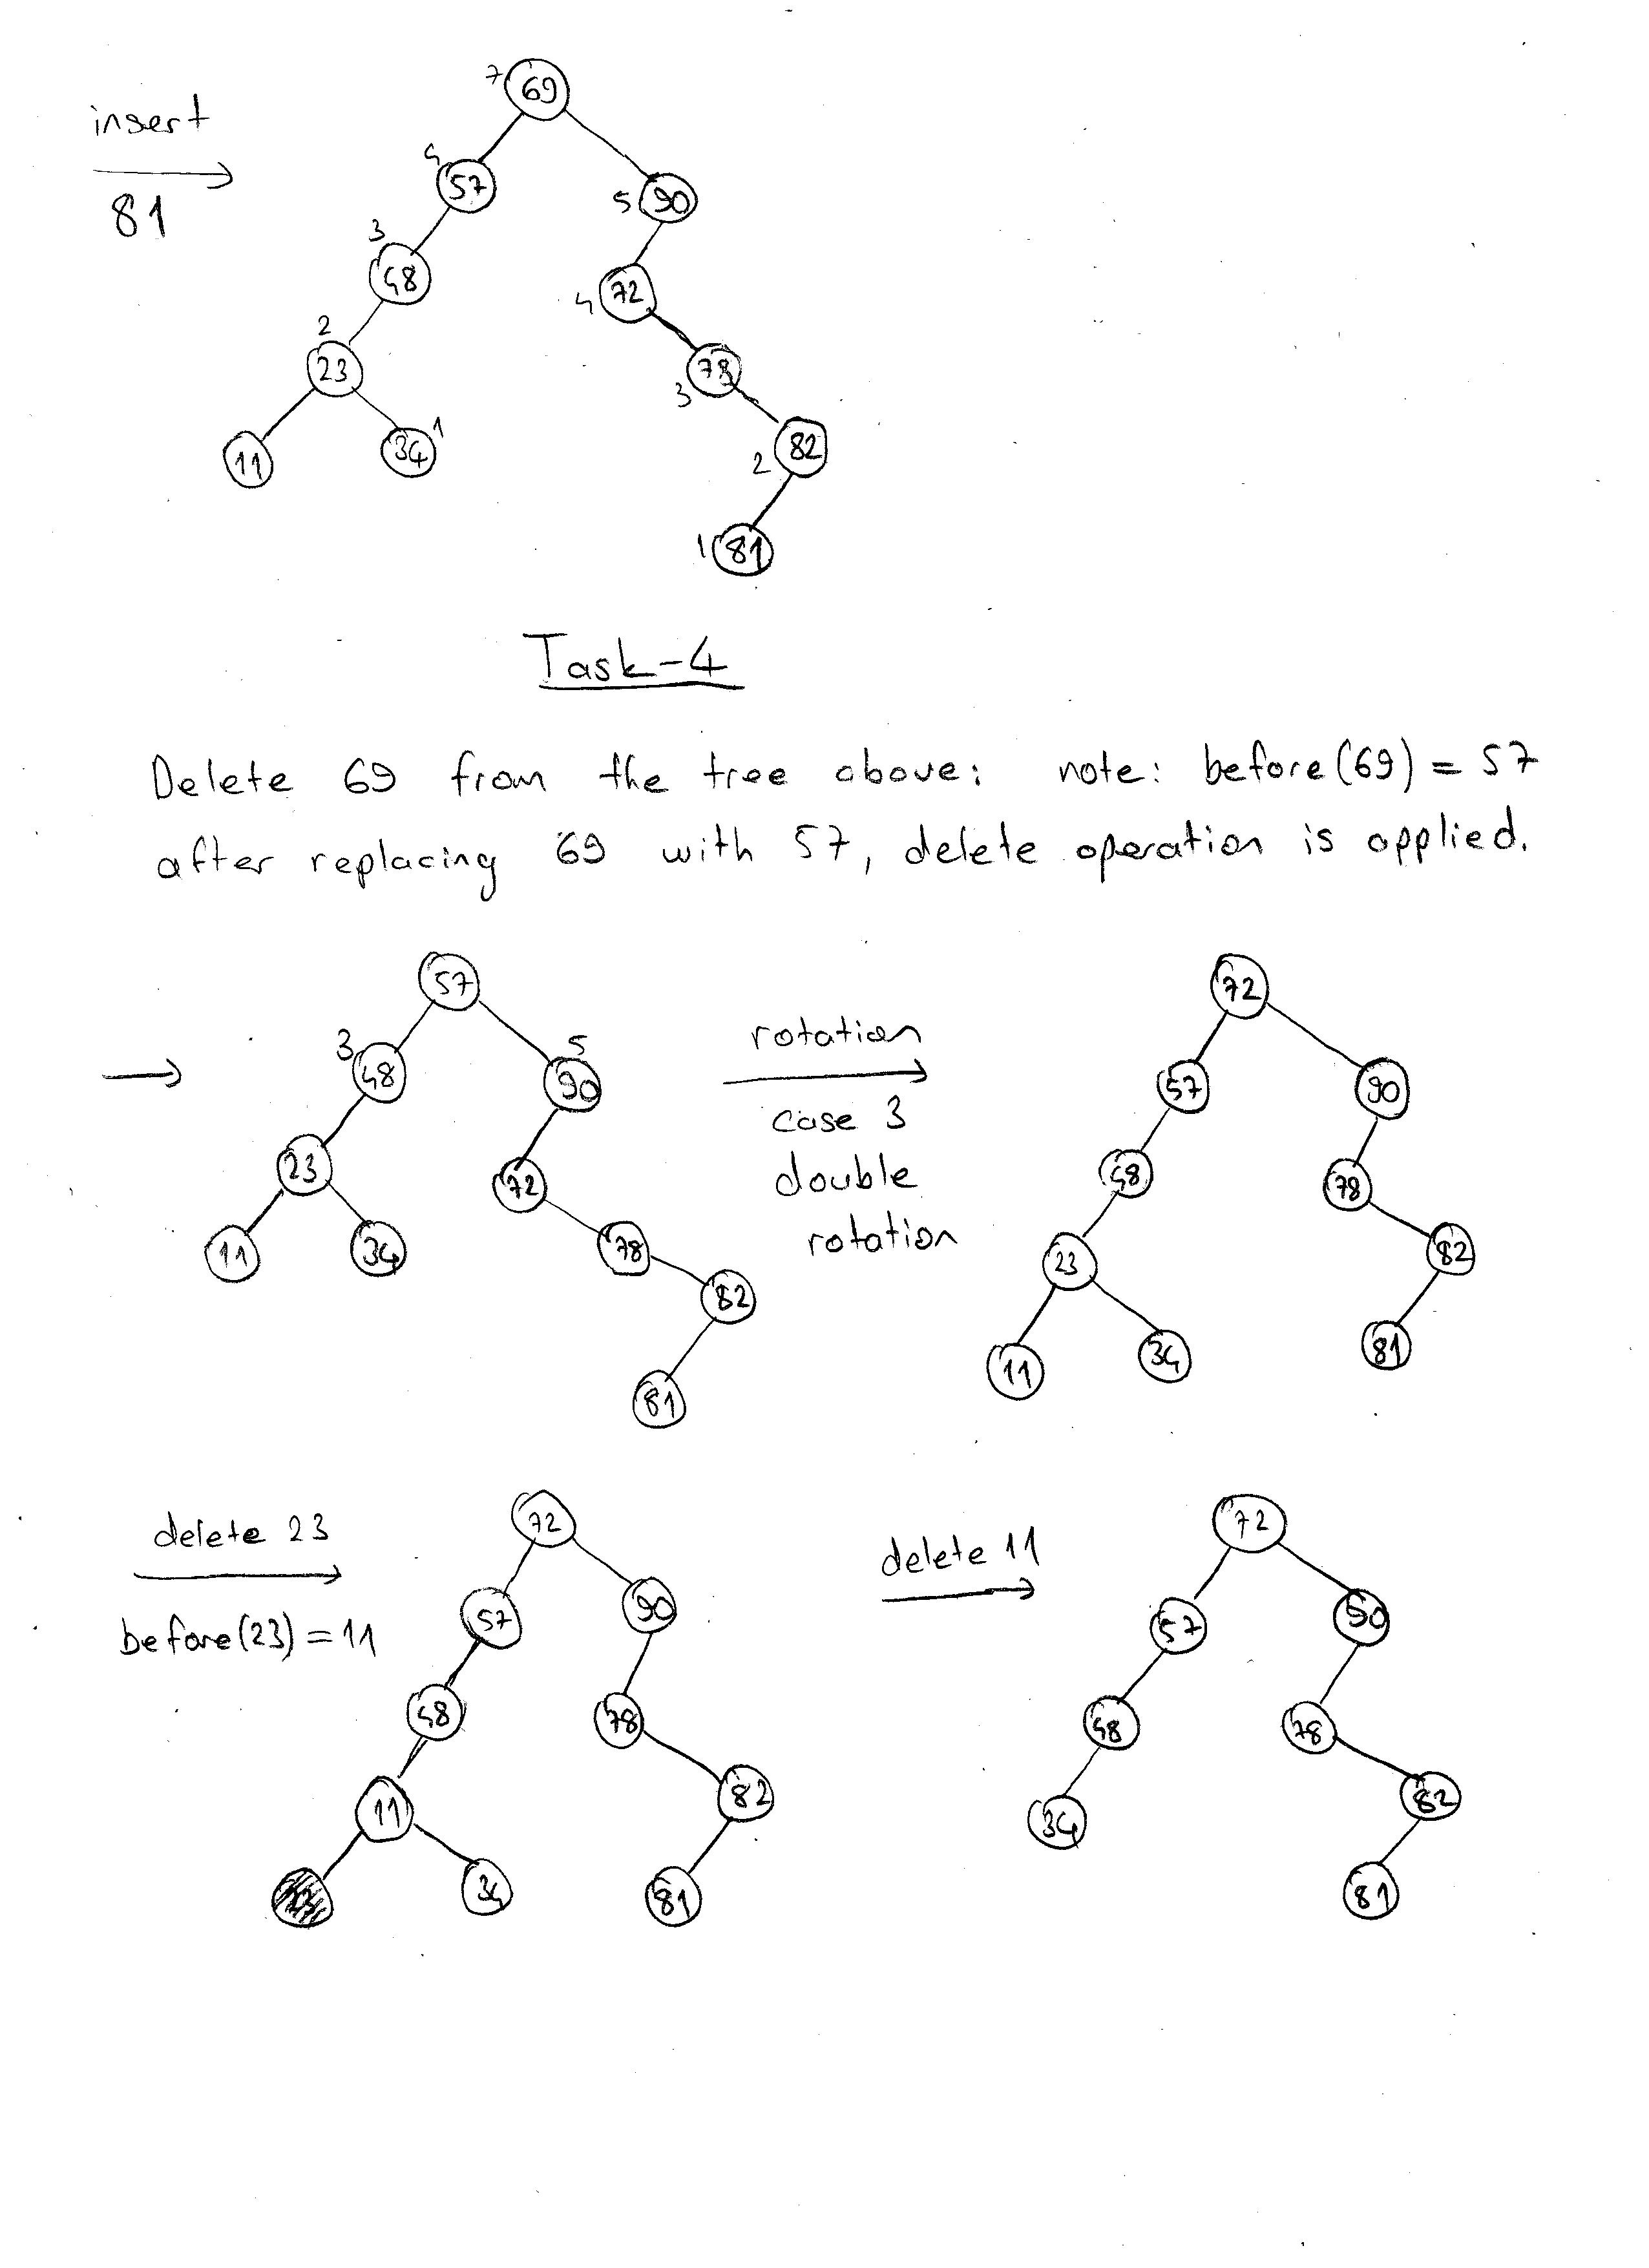 insert
81
7 69
4 57
5 90
3 48
4 72
2 23
3 78
11 34 1
2 82
1 81
Task-4
Delete 69 from the tree above: note: before(69) = 57
after replacing 69 with 57, delete operation is applied.
57
3 48
5 90
23
72
11 34
78
82
81
rotation
case 3
double
rotation
72
57 90
48 78
23 82
11 34 81
delete 23
before(23) = 11
72
57 90
48 78
11 82
34 81
delete 11
72
57 90
48 78
34 82
81